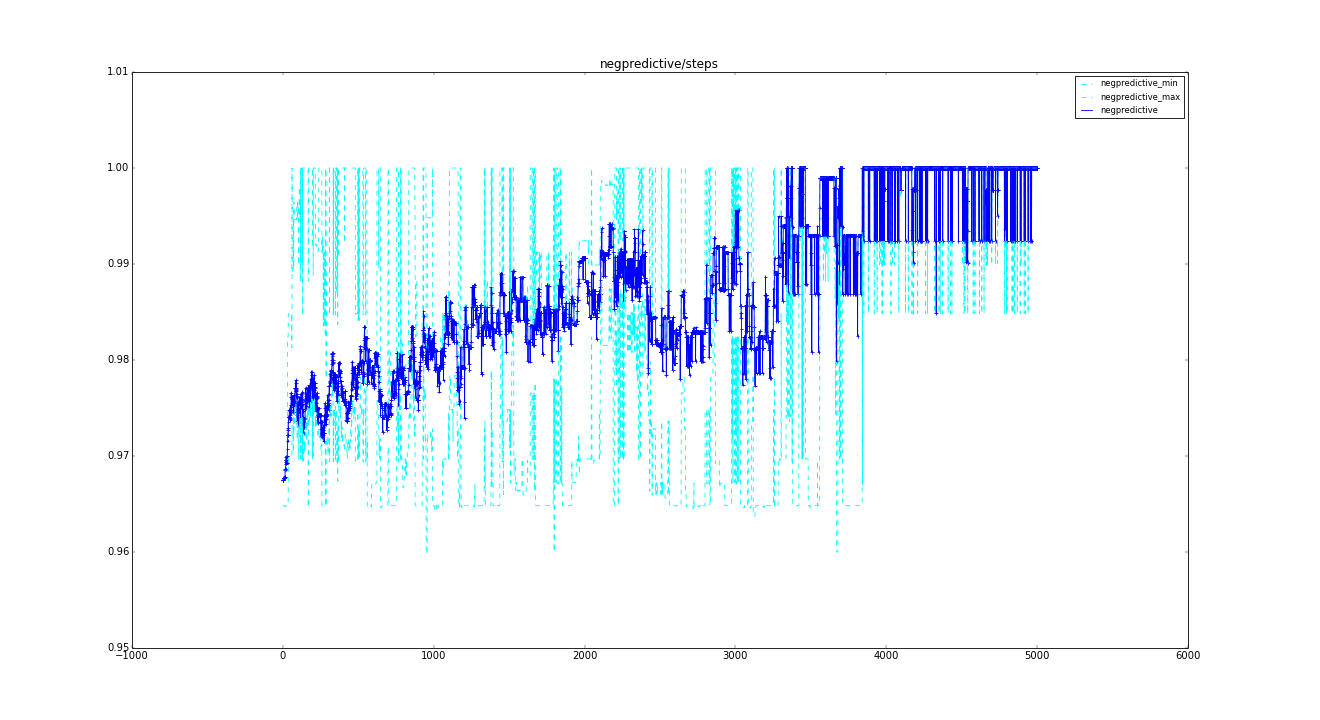 negpredictive/steps
1.01
negpredictive_min
negpredictive_max
negpredictive
1.00
0.99
0.98
0.97
0.96
0.95
−1000 0 1000 2000 3000 4000 5000 6000